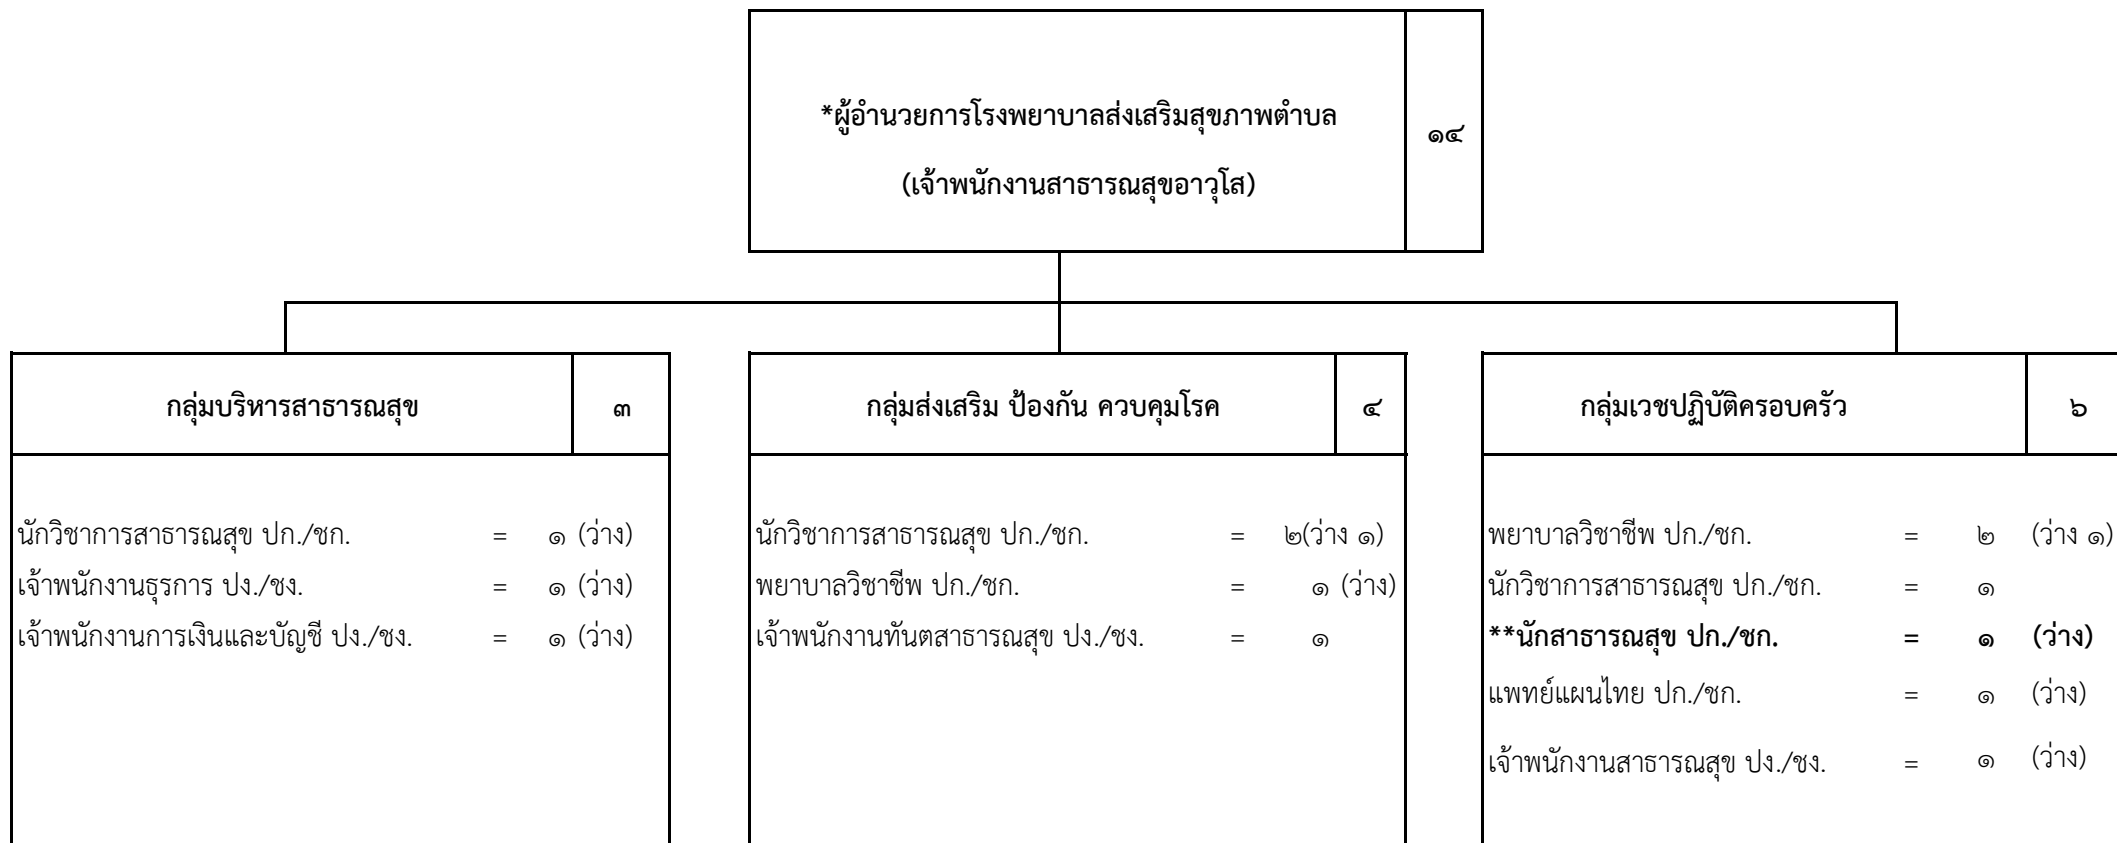 *ผู้อำนวยการโรงพยาบาลส่งเสริมสุขภาพตำบล
(เจ้าพนักงานสาธารณสุขอาวุโส)
๑๔
กลุ่มบริหารสาธารณสุข ๓
นักวิชาการสาธารณสุข ปก./ชก. = ๑ (ว่าง)
เจ้าพนักงานธุรการ ปง./ชง. = ๑ (ว่าง)
เจ้าพนักงานการเงินและบัญชี ปง./ชง. = ๑ (ว่าง)
กลุ่มส่งเสริม ป้องกัน ควบคุมโรค ๔
นักวิชาการสาธารณสุข ปก./ชก. = ๒(ว่าง ๑)
พยาบาลวิชาชีพ ปก./ชก. = ๑ (ว่าง)
เจ้าพนักงานทันตสาธารณสุข ปง./ชง. = ๑
กลุ่มเวชปฏิบัติครอบครัว ๖
พยาบาลวิชาชีพ ปก./ชก. = ๒ (ว่าง ๑)
นักวิชาการสาธารณสุข ปก./ชก. = ๑
**นักสาธารณสุข ปก./ชก. = ๑ (ว่าง)
แพทย์แผนไทย ปก./ชก. = ๑ (ว่าง)
เจ้าพนักงานสาธารณสุข ปง./ชง. = ๑ (ว่าง)